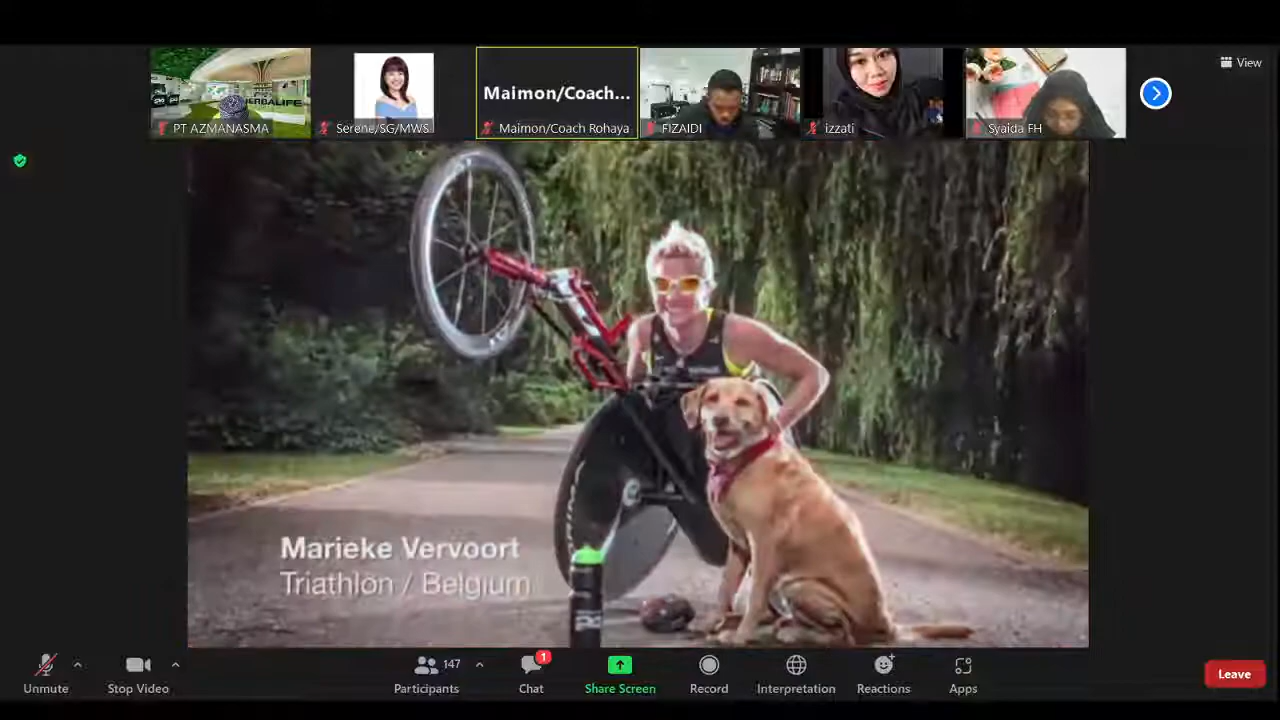 View
HERBALIFE
PT AZMANASMA
Serene/SG/MWS
Maimon/Coach...
Maimon/Coach Rohaya
FIZAIDI
izzati
Syaida FH
Marieke Vervoort
Triathlon / Belgium
Unmute
Stop Video
147
Participants
1
Chat
Share Screen
Record
Interpretation
Reactions
Apps
Leave